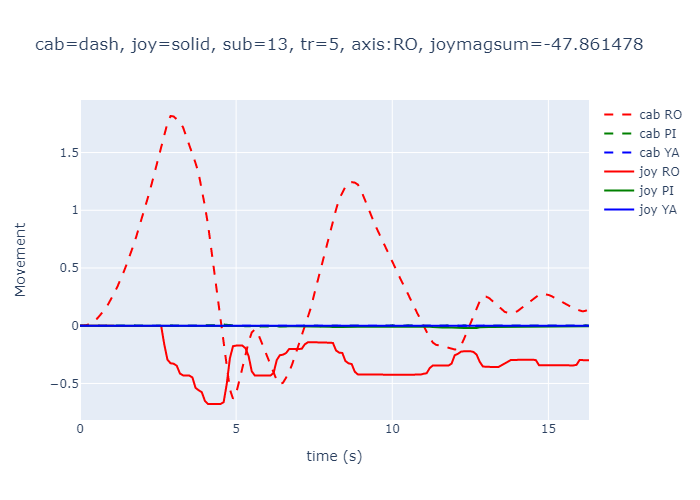 cab=dash, joy=solid, sub=13, tr=5, axis:RO, joymagsum=-47.861478
cab RO
cab PI
cab YA
joy RO
joy PI
joy YA
Movement
1.5
1
0.5
0
−0.5
0
5
10
15
time (s)